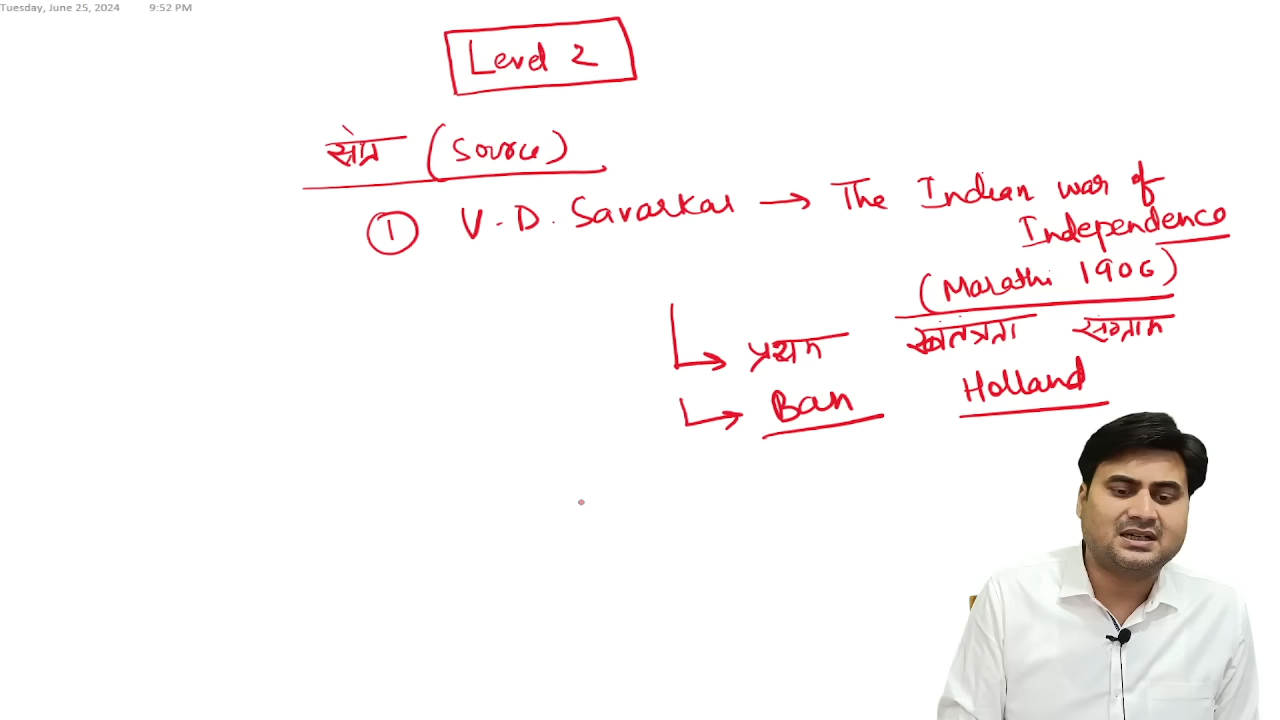 Tuesday, June 25, 2024 9:52 PM
Level 2
स्रोत (Source)
① V.D. Savarkar → The Indian war of
Independence
(Marathi 1906)
↳ प्रथम स्वतंत्रता संग्राम
↳ Ban Holland